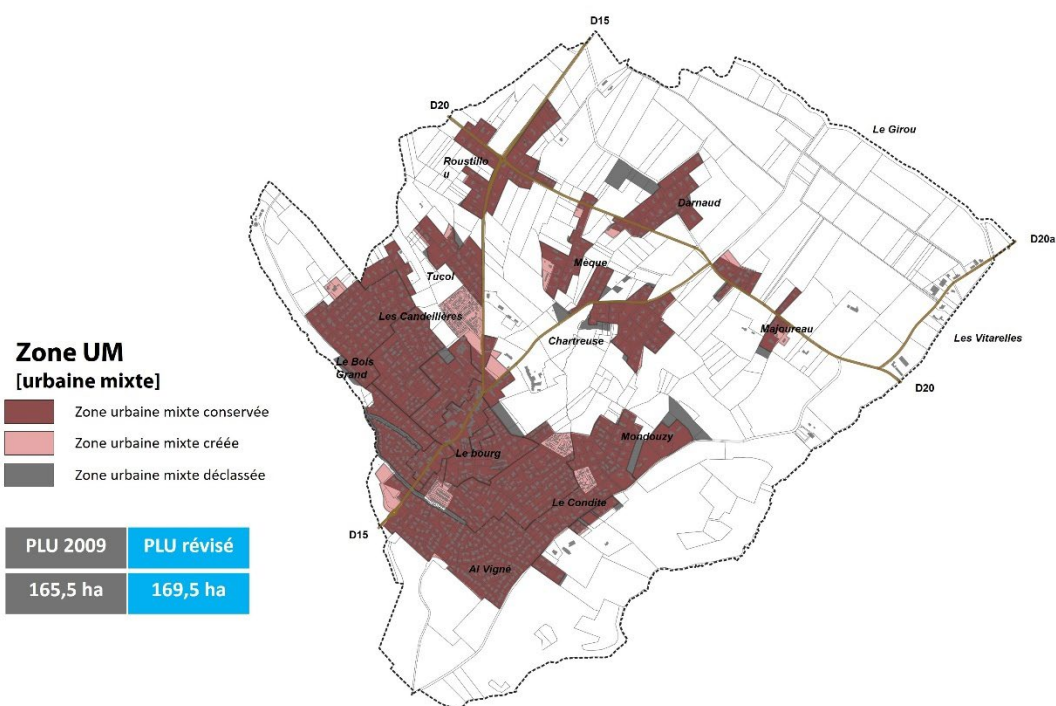 D15
D20
Le Girou
Roustillo
u
Darnaud
D20a
Mèque
Tucol
Les Candeillères
Majoureau
Les Vitarelles
Chartreuse
Le Bois
Grand
D20
Mondouzy
Le bourg
Le Condite
D15
Al Vigné
Zone UM
[urbaine mixte]
Zone urbaine mixte conservée
Zone urbaine mixte créée
Zone urbaine mixte déclassée
PLU 2009 PLU révisé
165,5 ha 169,5 ha